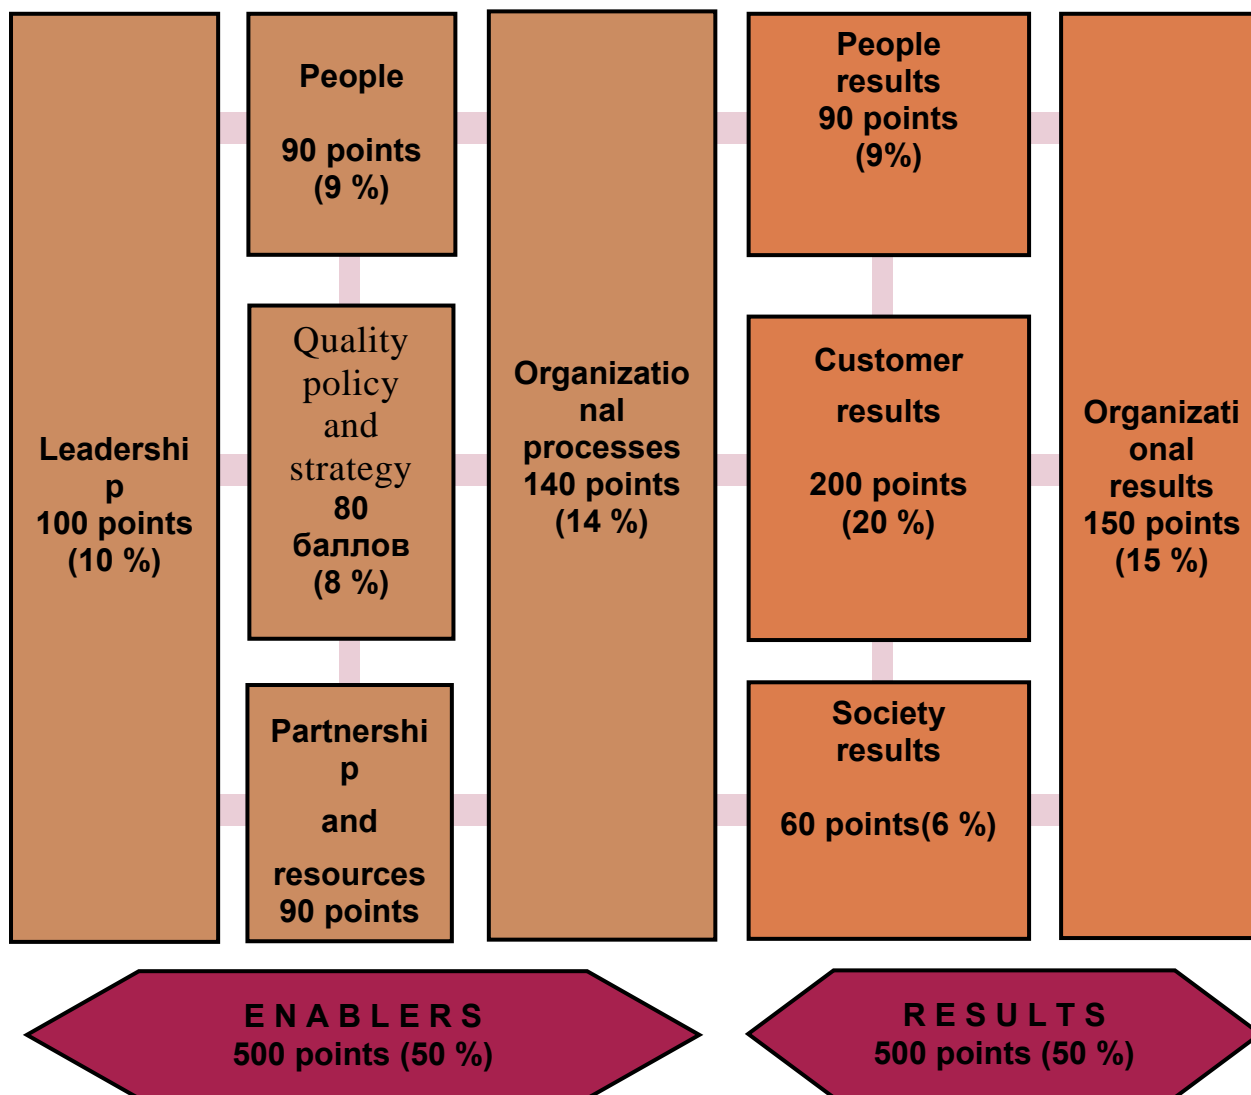 Leadershi
p
100 points
(10 %)
People
90 points
(9 %)
Quality
policy
and
strategy
80
баллов
(8 %)
Partnershi
p
and
resources
90 points
Organizatio
nal
processes
140 points
(14 %)
People
results
90 points
(9%)
Customer
results
200 points
(20 %)
Society
results
60 points(6 %)
Organizati
onal
results
150 points
(15 %)
E N A B L E R S
500 points (50 %)
R E S U L T S
500 points (50 %)